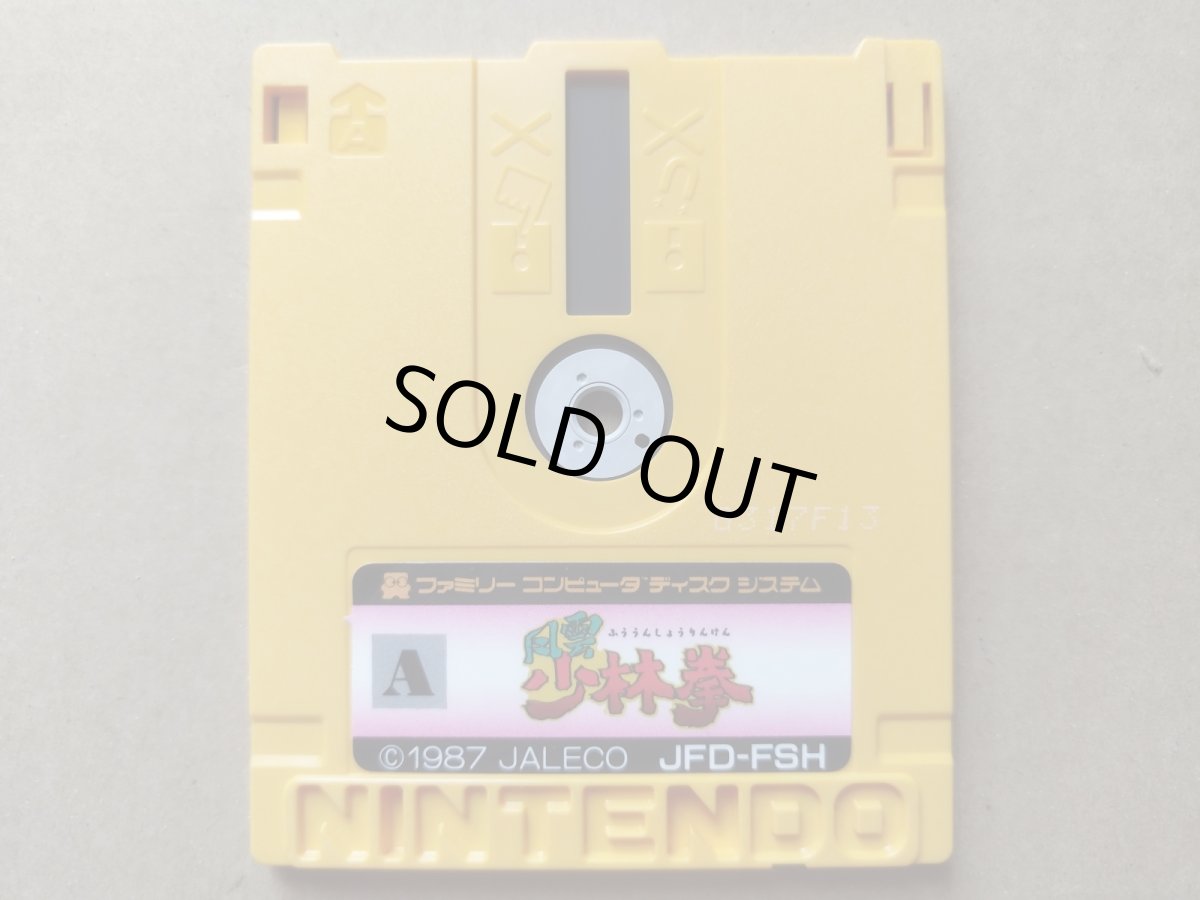 SOLD OUT
ファミリー コンピュータ ディスク システム
ふううんしょうりんけん
風雲
少林拳
A
©1987 JALECO JFD-FSH
NINTENDO